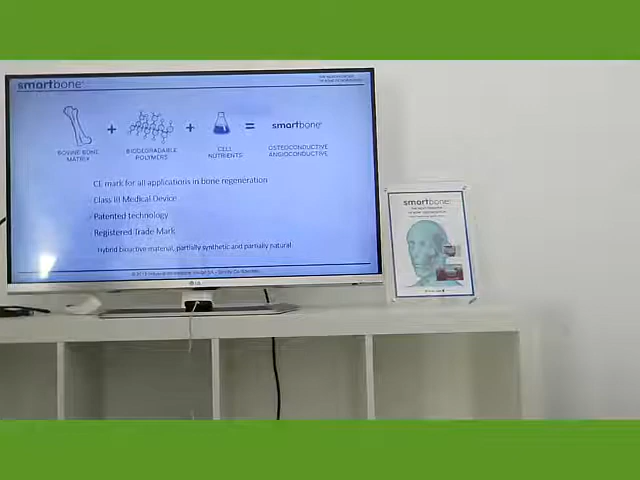 smartbone®
BOVINE BONE
MATRIX
+
BIODEGRADABLE
POLYMERS
+
CELL
NUTRIENTS
=
smartbone®
OSTEOCONDUCTIVE
ANGIOCONDUCTIVE
CE mark for all applications in bone regeneration
Class III Medical Device
Patented technology
Registered Trade Mark
Hybrid bioactive material, partially synthetic and partially natural
LG
smartbone®